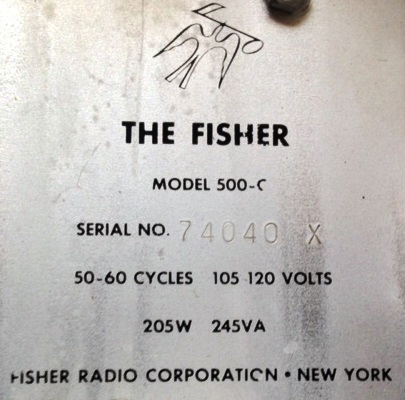 THE FISHER
MODEL 500-C
SERIAL NO. 74040 X
50-60 CYCLES 105 120 VOLTS
205W 245VA
FISHER RADIO CORPORATION • NEW YORK